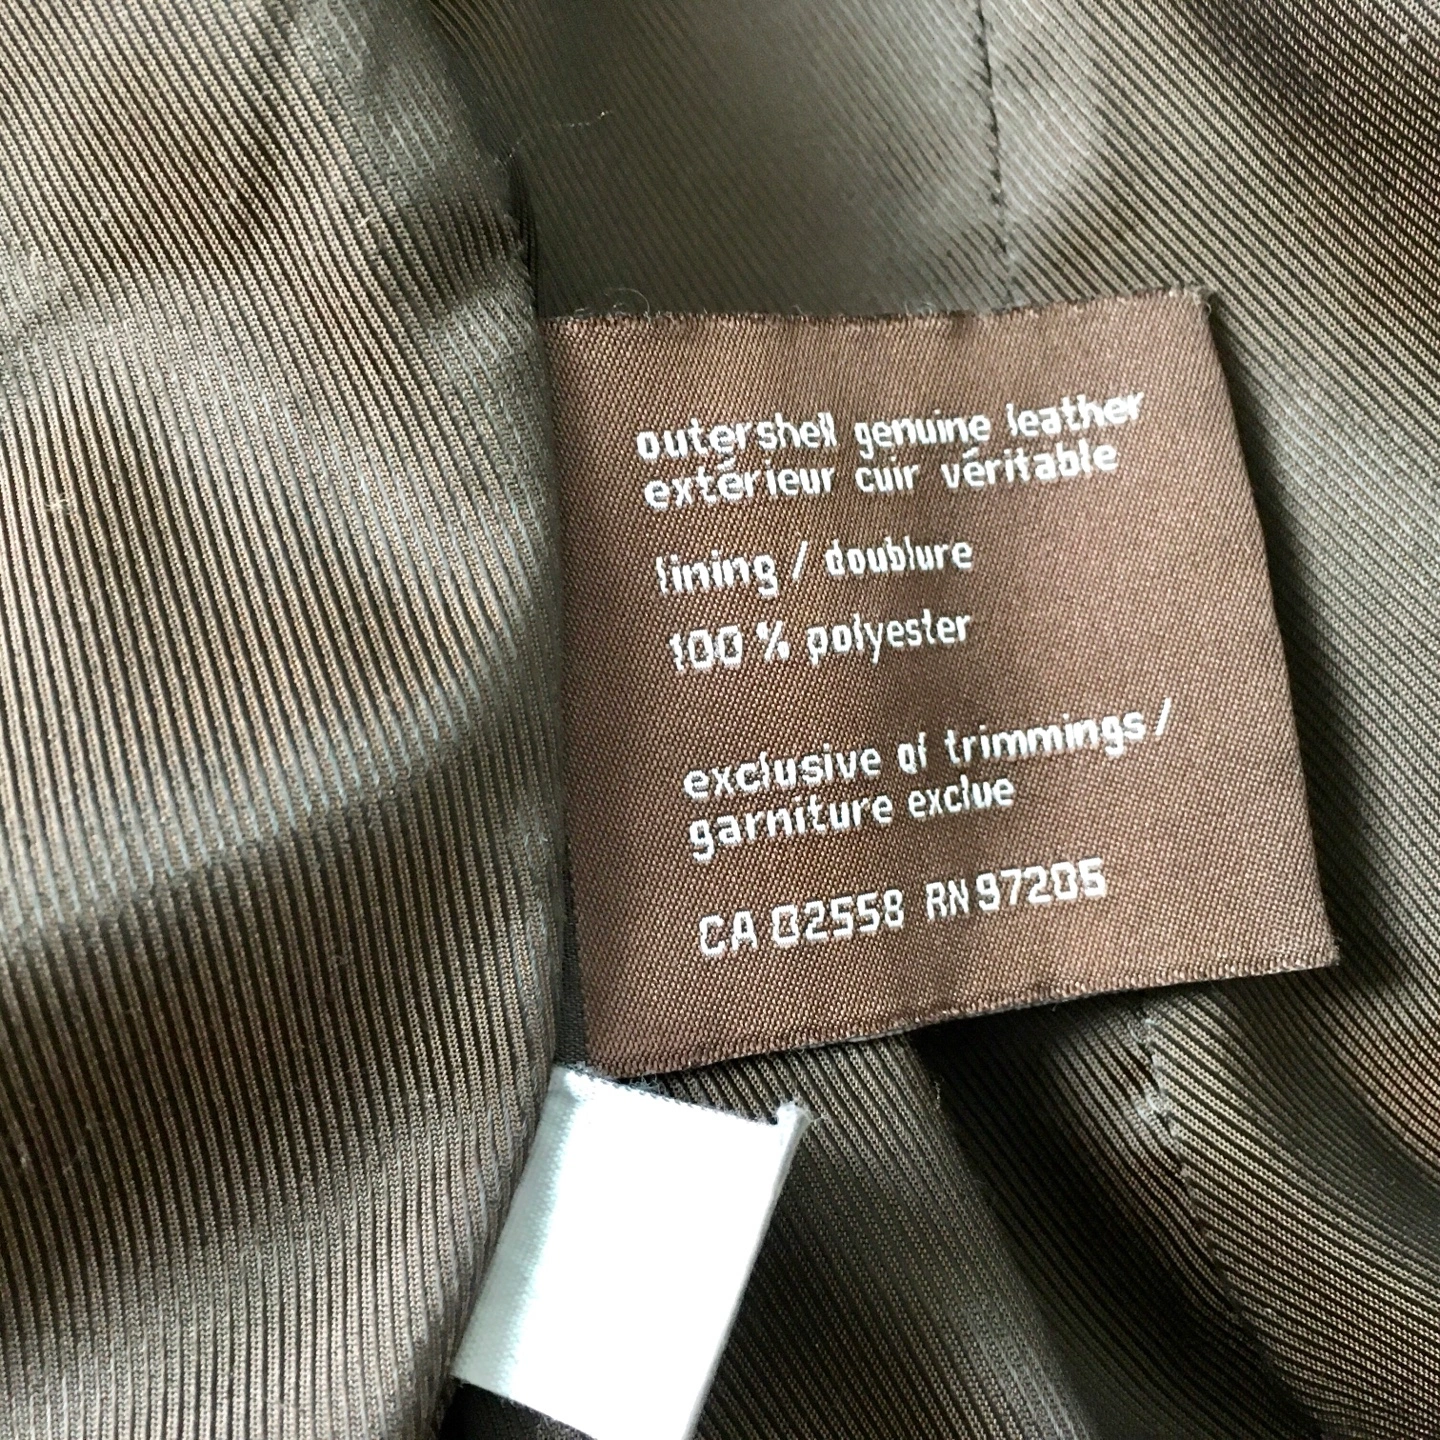 outershell genuine leather
extérieur cuir véritable
lining / doublure
100 % polyester
exclusive of trimmings /
garniture exclue
CA 02558 RN 97205